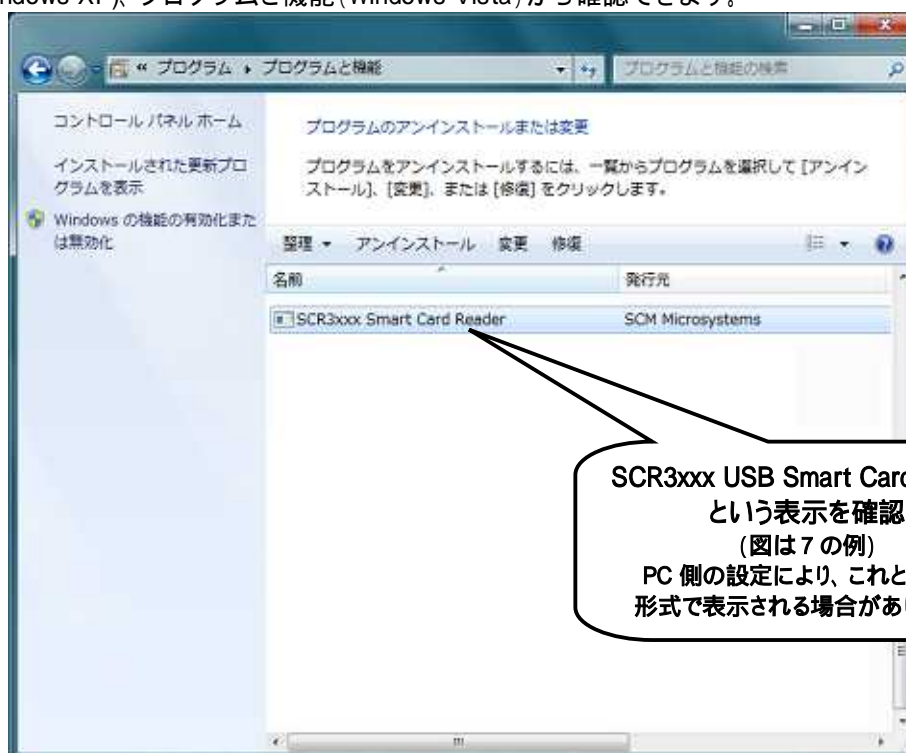 ndows XP)、プログラムと機能(Windows Vista)から確認できます。
« プログラム ▸ プログラムと機能
プログラムと機能の検索
コントロール パネル ホーム
インストールされた更新プロ
グラムを表示
Windows の機能の有効化また
は無効化
プログラムのアンインストールまたは変更
プログラムをアンインストールするには、一覧からプログラムを選択して [アンイン
ストール]、[変更]、または [修復] をクリックします。
整理 アンインストール 変更 修復
名前 発行元
SCR3xxx Smart Card Reader SCM Microsystems
SCR3xxx USB Smart Card
という表示を確認
(図は7の例)
PC 側の設定により、これと
形式で表示される場合があ